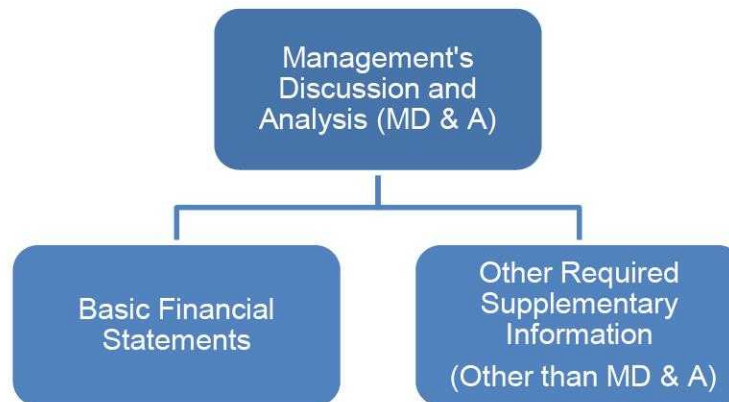 Management's
Discussion and
Analysis (MD & A)
Basic Financial
Statements
Other Required
Supplementary
Information
(Other than MD & A)